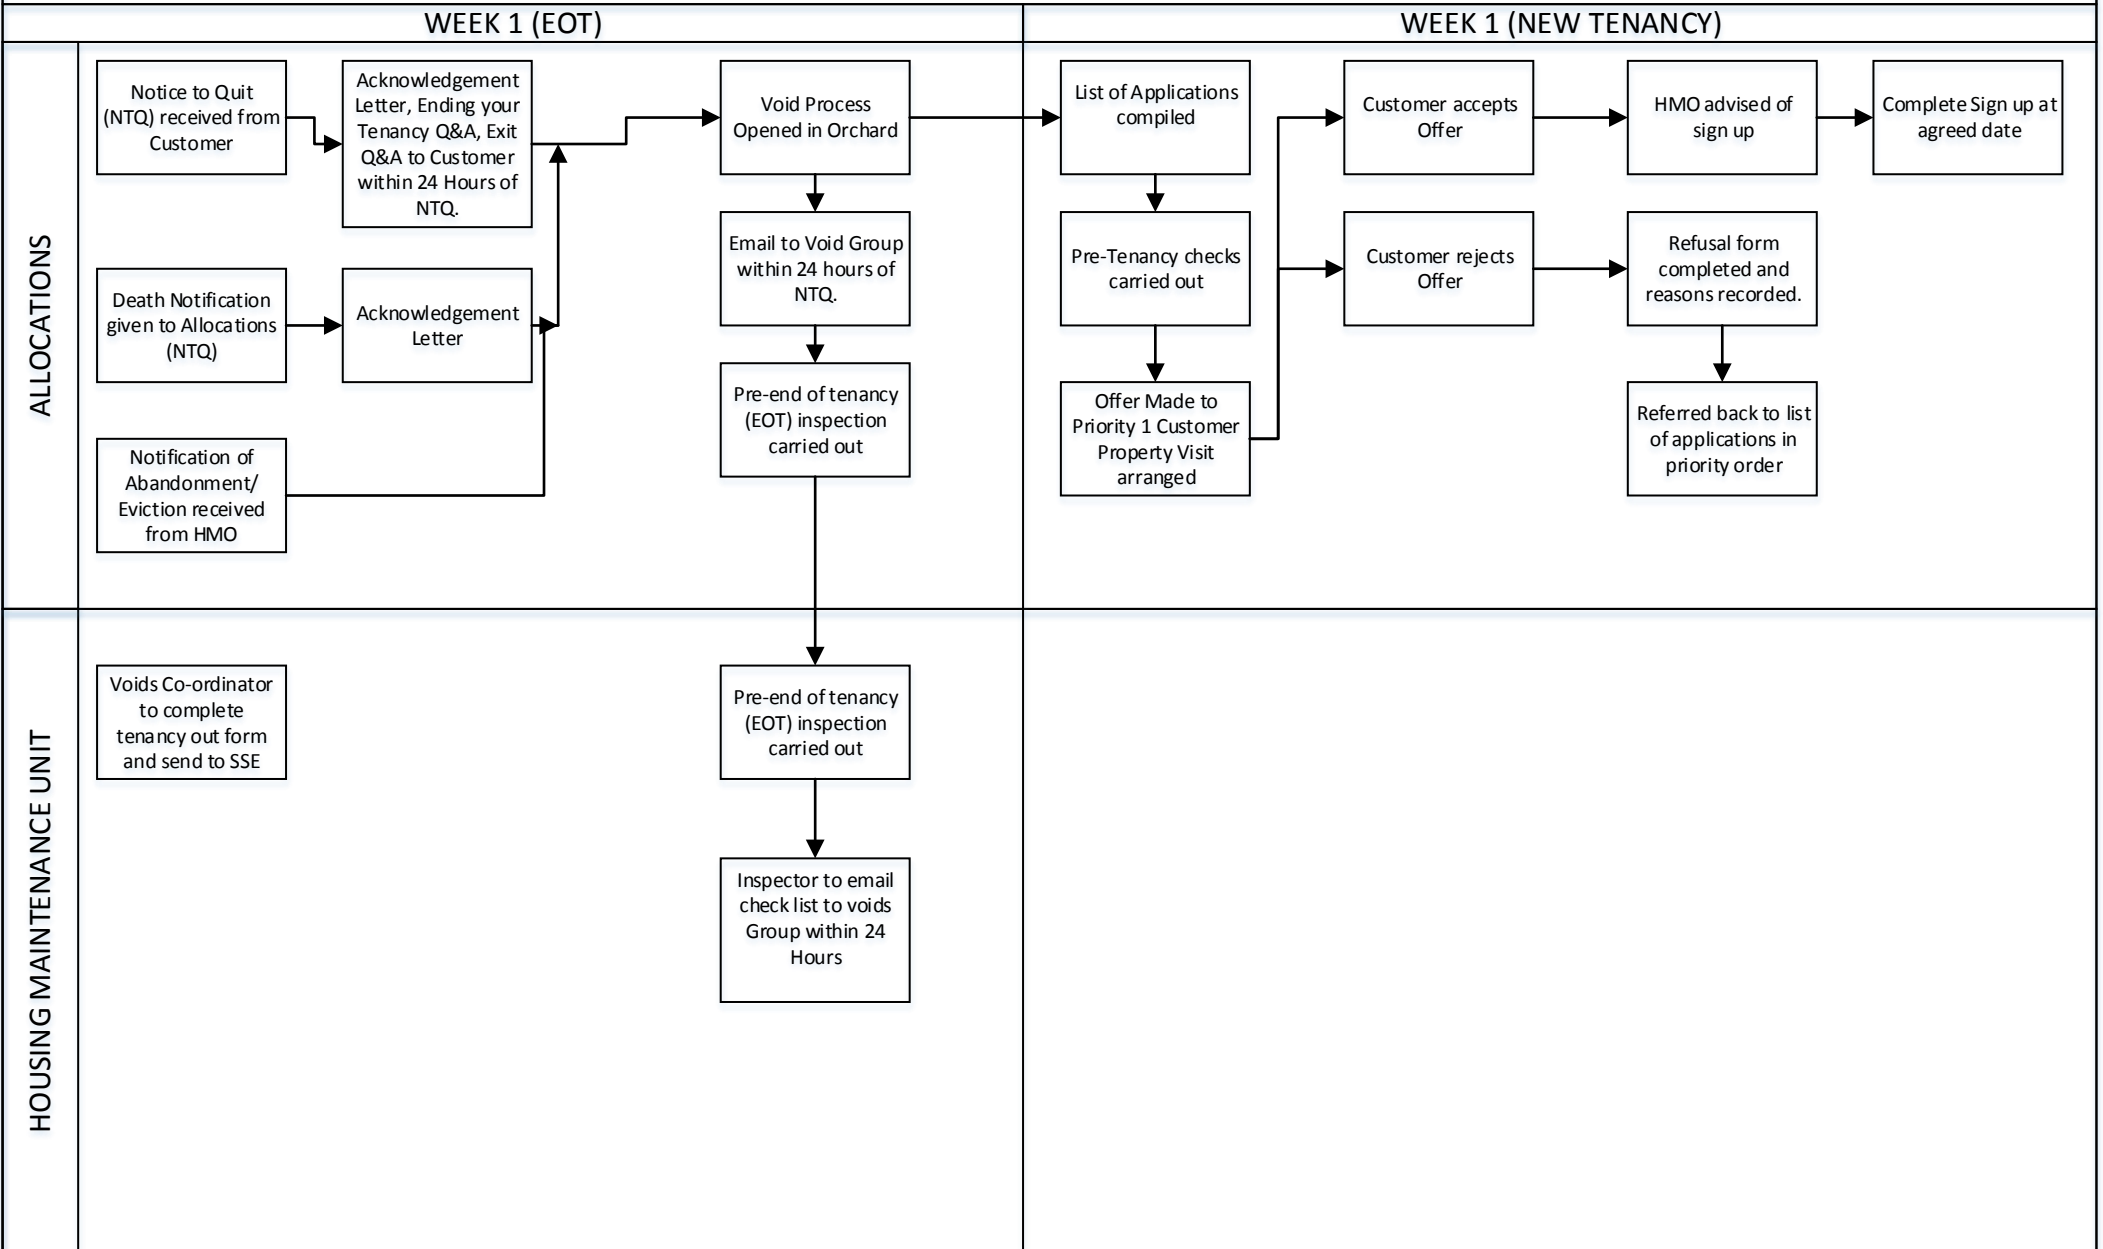 WEEK 1 (EOT)
WEEK 1 (NEW TENANCY)
ALLOCATIONS
Notice to Quit
(NTQ) received from
Customer
Acknowledgement
Letter, Ending your
Tenancy Q&A, Exit
Q&A to Customer
within 24 Hours of
NTQ.
Void Process
Opened in Orchard
List of Applications
compiled
Customer accepts
Offer
HMO advised of
sign up
Complete Sign up at
agreed date
Email to Void Group
within 24 hours of
NTQ.
Pre-Tenancy checks
carried out
Customer rejects
Offer
Refusal form
completed and
reasons recorded.
Death Notification
given to Allocations
(NTQ)
Acknowledgement
Letter
Pre-end of tenancy
(EOT) inspection
carried out
Offer Made to
Priority 1 Customer
Property Visit
arranged
Referred back to list
of applications in
priority order
Notification of
Abandonment/
Eviction received
from HMO
HOUSING MAINTENANCE UNIT
Voids Co-ordinator
to complete
tenancy out form
and send to SSE
Pre-end of tenancy
(EOT) inspection
carried out
Inspector to email
check list to voids
Group within 24
Hours